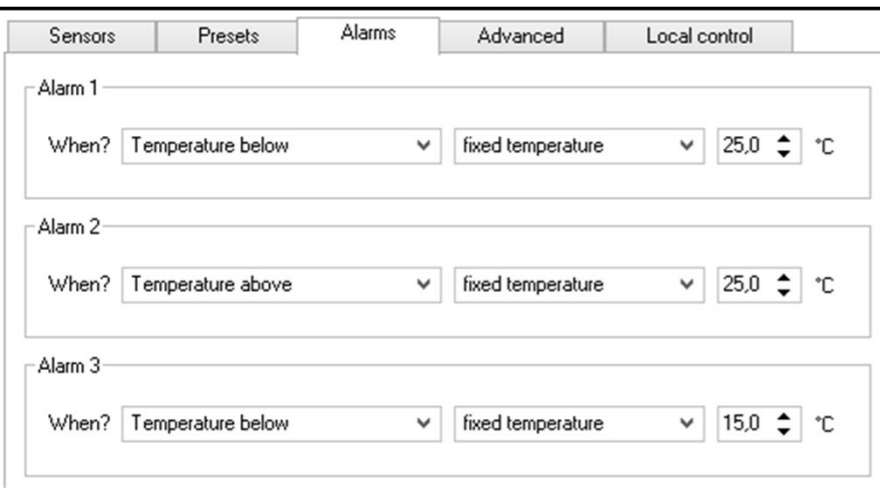 Sensors Presets Alarms Advanced Local control
Alarm 1
When? Temperature below fixed temperature 25,0 °C
Alarm 2
When? Temperature above fixed temperature 25,0 °C
Alarm 3
When? Temperature below fixed temperature 15,0 °C